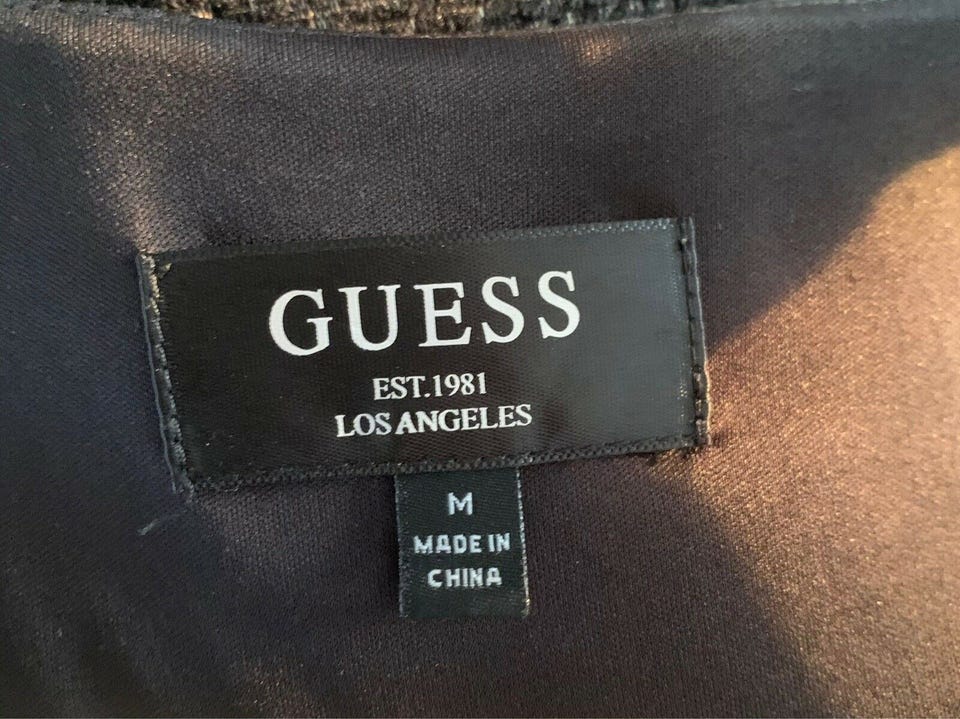 GUESS
EST.1981
LOS ANGELES
M
MADE IN
CHINA